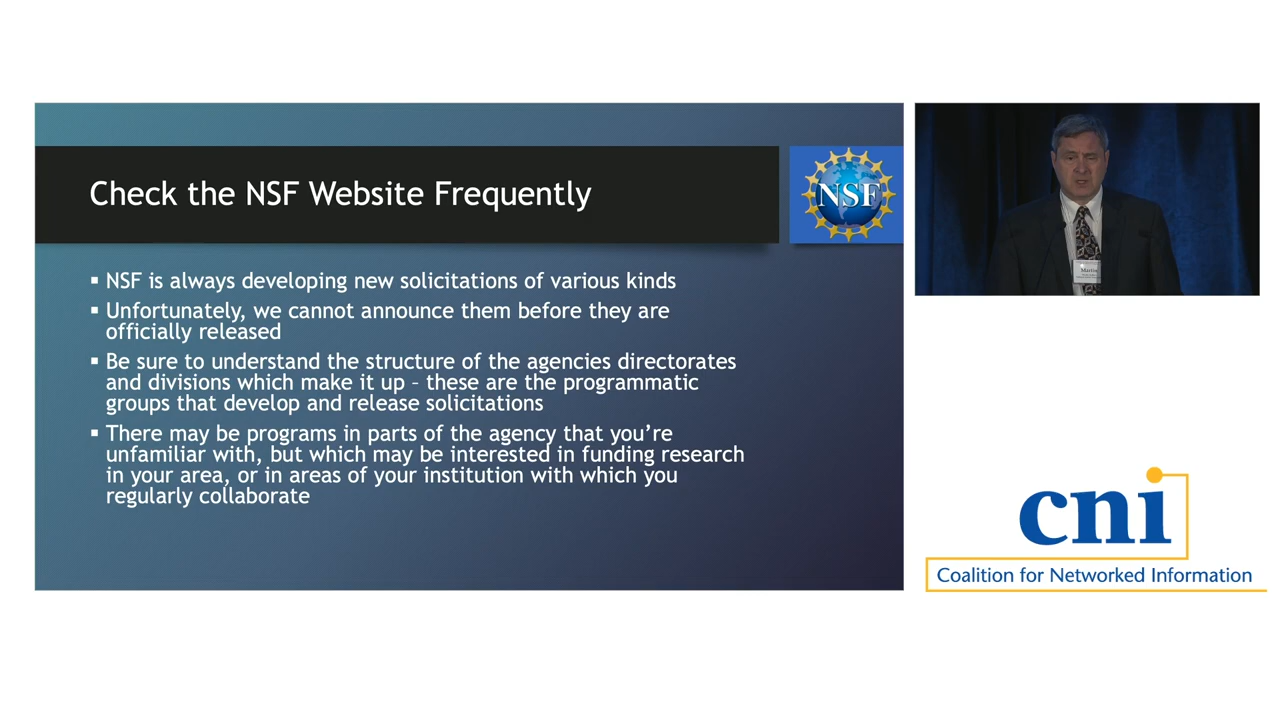 Check the NSF Website Frequently
NSF
▪ NSF is always developing new solicitations of various kinds
▪ Unfortunately, we cannot announce them before they are
officially released
▪ Be sure to understand the structure of the agencies directorates
and divisions which make it up – these are the programmatic
groups that develop and release solicitations
▪ There may be programs in parts of the agency that you’re
unfamiliar with, but which may be interested in funding research
in your area, or in areas of your institution with which you
regularly collaborate
cni
Coalition for Networked Information